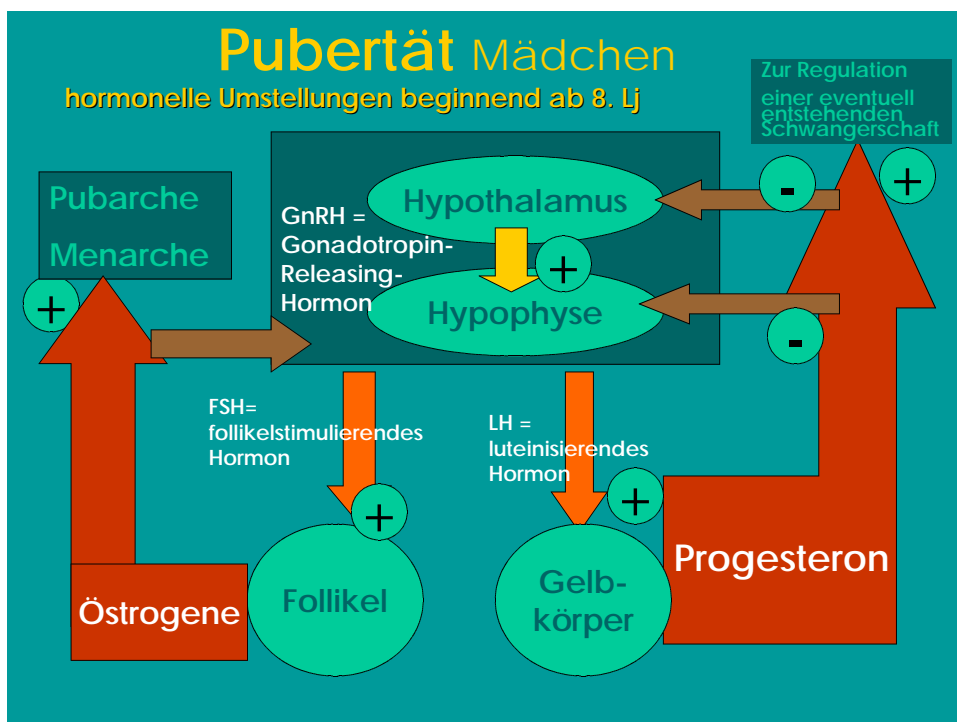 Pubertät Mädchen
hormonelle Umstellungen beginnend ab 8. Lj
Zur Regulation
einer eventuell
entstehenden
Schwangerschaft
+
-
Pubarche
Menarche
+
GnRH =
Gonadotropin-
Releasing-
Hormon
Hypothalamus
+
Hypophyse
-
FSH=
follikelstimulierendes
Hormon
+
LH =
luteinisierendes
Hormon
+
Östrogene
Follikel
Gelb-
körper
Progesteron